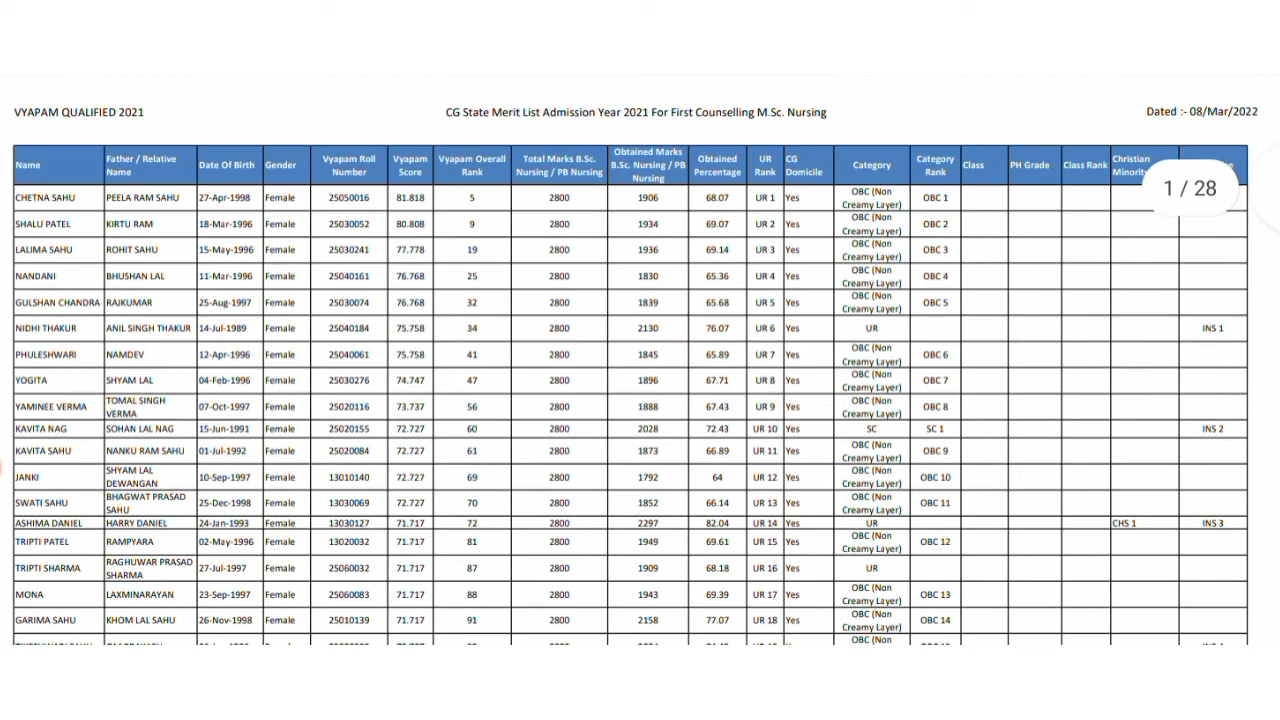 VYAPAM QUALIFIED 2021 CG State Merit List Admission Year 2021 For First Counselling M.Sc. Nursing Dated :- 08/Mar/2022
Name Father / Relative Name Date Of Birth Gender Vyapam Roll Number Vyapam Score Vyapam Overall Rank Total Marks B.Sc. Nursing / PB Nursing Obtained Marks B.Sc. Nursing / PB Nursing Obtained Percentage UR Rank CG Domicile Category Category Rank Class PH Grade Class Rank Christian Minority
1 / 28
CHETNA SAHU PEELA RAM SAHU 27-Apr-1998 Female 25050016 81.818 5 2800 1906 68.07 UR 1 Yes OBC (Non Creamy Layer) OBC 1
SHALU PATEL KIRTU RAM 18-Mar-1996 Female 25030052 80.808 9 2800 1934 69.07 UR 2 Yes OBC (Non Creamy Layer) OBC 2
LALIMA SAHU ROHIT SAHU 15-May-1996 Female 25030241 77.778 19 2800 1936 69.14 UR 3 Yes OBC (Non Creamy Layer) OBC 3
NANDANI BHUSHAN LAL 11-Mar-1996 Female 25040161 76.768 25 2800 1830 65.36 UR 4 Yes OBC (Non Creamy Layer) OBC 4
GULSHAN CHANDRA RAJKUMAR 25-Aug-1997 Female 25030074 76.768 32 2800 1839 65.68 UR 5 Yes OBC (Non Creamy Layer) OBC 5
NIDHI THAKUR ANIL SINGH THAKUR 14-Jul-1989 Female 25040184 75.758 34 2800 2130 76.07 UR 6 Yes UR INS 1
PHULESHWARI NAMDEV 12-Apr-1996 Female 25040061 75.758 41 2800 1845 65.89 UR 7 Yes OBC (Non Creamy Layer) OBC 6
YOGITA SHYAM LAL 04-Feb-1996 Female 25030276 74.747 47 2800 1896 67.71 UR 8 Yes OBC (Non Creamy Layer) OBC 7
YAMINEE VERMA TOMAL SINGH VERMA 07-Oct-1997 Female 25020116 73.737 56 2800 1888 67.43 UR 9 Yes OBC (Non Creamy Layer) OBC 8
KAVITA NAG SOHAN LAL NAG 15-Jun-1991 Female 25020155 72.727 60 2800 2028 72.43 UR 10 Yes SC SC 1 INS 2
KAVITA SAHU NANKU RAM SAHU 01-Jul-1992 Female 25020084 72.727 61 2800 1873 66.89 UR 11 Yes OBC (Non Creamy Layer) OBC 9
JANKI SHYAM LAL DEWANGAN 10-Sep-1997 Female 13010140 72.727 69 2800 1792 64 UR 12 Yes OBC (Non Creamy Layer) OBC 10
SWATI SAHU BHAGWAT PRASAD SAHU 25-Dec-1998 Female 13030069 72.727 70 2800 1852 66.14 UR 13 Yes OBC (Non Creamy Layer) OBC 11
ASHIMA DANIEL HARRY DANIEL 24-Jan-1993 Female 13030127 71.717 72 2800 2297 82.04 UR 14 Yes UR CHS 1 INS 3
TRIPTI PATEL RAMPYARA 02-May-1996 Female 13020032 71.717 81 2800 1949 69.61 UR 15 Yes OBC (Non Creamy Layer) OBC 12
TRIPTI SHARMA RAGHUWAR PRASAD SHARMA 27-Jul-1997 Female 25060032 71.717 87 2800 1909 68.18 UR 16 Yes UR
MONA LAXMINARAYAN 23-Sep-1997 Female 25060083 71.717 88 2800 1943 69.39 UR 17 Yes OBC (Non Creamy Layer) OBC 13
GARIMA SAHU KHOM LAL SAHU 26-Nov-1998 Female 25010139 71.717 91 2800 2158 77.07 UR 18 Yes OBC (Non Creamy Layer) OBC 14
OBC (Non